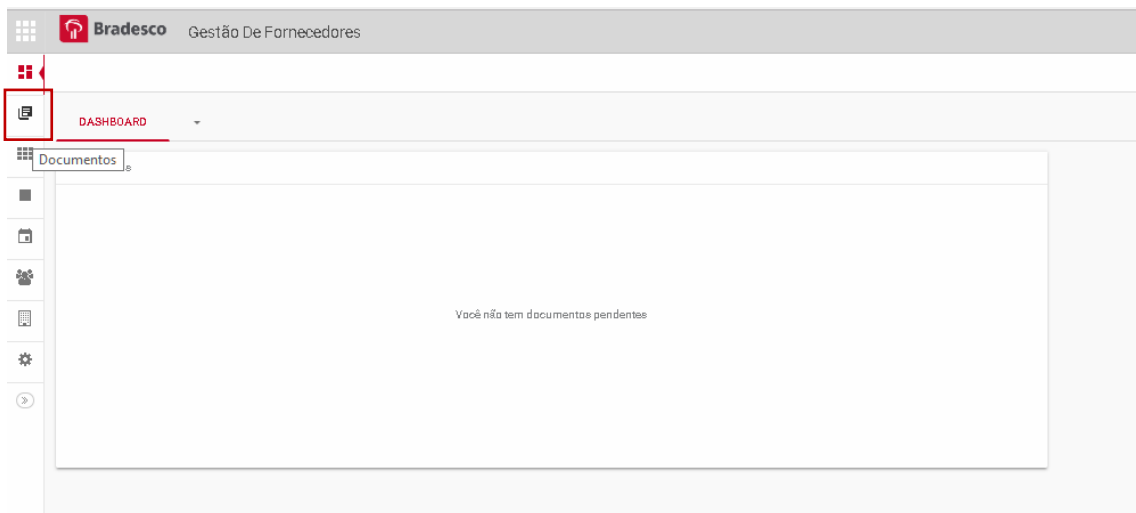 Bradesco Gestão De Fornecedores
DASHBOARD
Documentos
Você não tem documentos pendentes